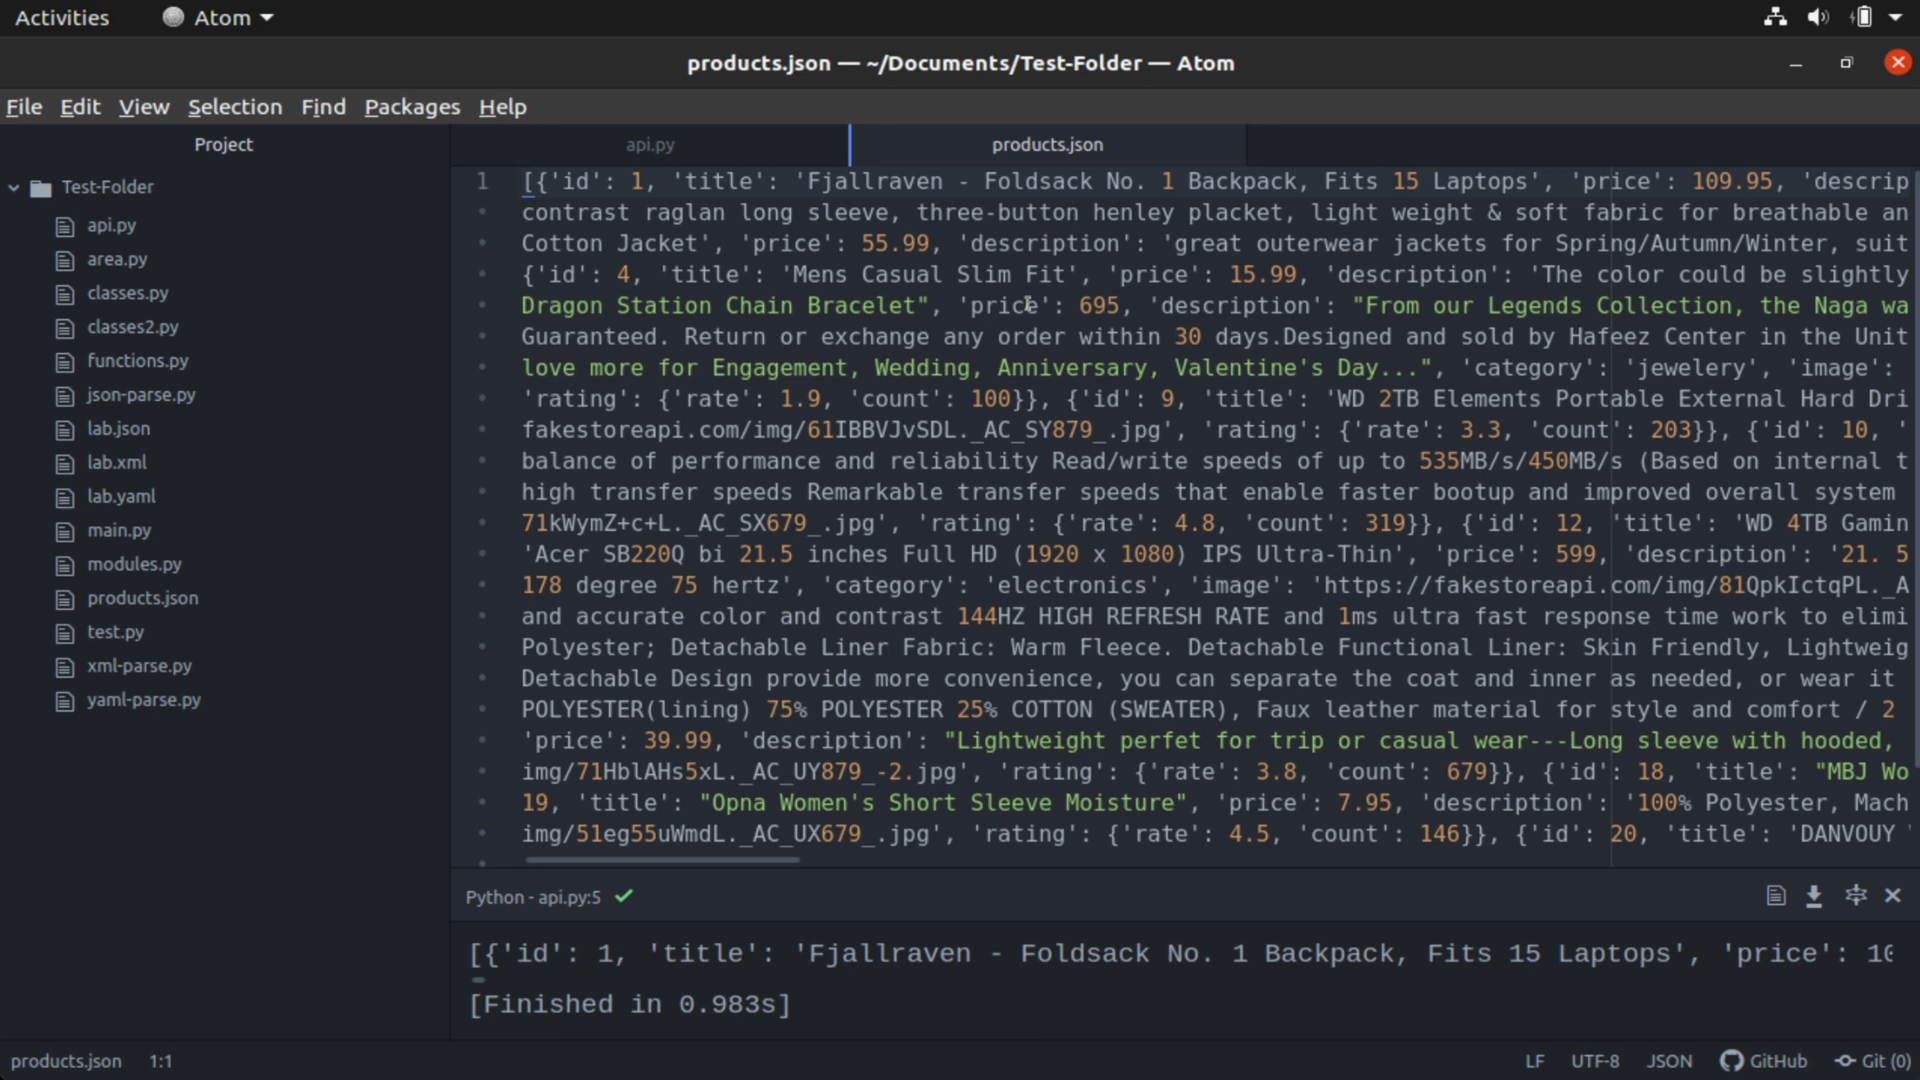 Activities Atom
products.json — ~/Documents/Test-Folder — Atom
File Edit View Selection Find Packages Help
Project
Test-Folder
api.py
area.py
classes.py
classes2.py
functions.py
json-parse.py
lab.json
lab.xml
lab.yaml
main.py
modules.py
products.json
test.py
xml-parse.py
yaml-parse.py
api.py products.json
1 [{'id': 1, 'title': 'Fjallraven - Foldsack No. 1 Backpack, Fits 15 Laptops', 'price': 109.95, 'descrip
contrast raglan long sleeve, three-button henley placket, light weight & soft fabric for breathable an
Cotton Jacket', 'price': 55.99, 'description': 'great outerwear jackets for Spring/Autumn/Winter, suit
{'id': 4, 'title': 'Mens Casual Slim Fit', 'price': 15.99, 'description': 'The color could be slightly
Dragon Station Chain Bracelet", 'price': 695, 'description': "From our Legends Collection, the Naga wa
Guaranteed. Return or exchange any order within 30 days.Designed and sold by Hafeez Center in the Unit
love more for Engagement, Wedding, Anniversary, Valentine's Day...", 'category': 'jewelery', 'image':
'rating': {'rate': 1.9, 'count': 100}}, {'id': 9, 'title': 'WD 2TB Elements Portable External Hard Dri
fakestoreapi.com/img/61IBBVJvSDL._AC_SY879_.jpg', 'rating': {'rate': 3.3, 'count': 203}}, {'id': 10, '
balance of performance and reliability Read/write speeds of up to 535MB/s/450MB/s (Based on internal t
high transfer speeds Remarkable transfer speeds that enable faster bootup and improved overall system
71kWymZ+c+L._AC_SX679_.jpg', 'rating': {'rate': 4.8, 'count': 319}}, {'id': 12, 'title': 'WD 4TB Gamin
'Acer SB220Q bi 21.5 inches Full HD (1920 x 1080) IPS Ultra-Thin', 'price': 599, 'description': '21. 5
178 degree 75 hertz', 'category': 'electronics', 'image': 'https://fakestoreapi.com/img/81QpkIctqPL._A
and accurate color and contrast 144HZ HIGH REFRESH RATE and 1ms ultra fast response time work to elimi
Polyester; Detachable Liner Fabric: Warm Fleece. Detachable Functional Liner: Skin Friendly, Lightweig
Detachable Design provide more convenience, you can separate the coat and inner as needed, or wear it
POLYESTER(lining) 75% POLYESTER 25% COTTON (SWEATER), Faux leather material for style and comfort / 2
'price': 39.99, 'description': "Lightweight perfet for trip or casual wear---Long sleeve with hooded,
img/71HblAHs5xL._AC_UY879_-2.jpg', 'rating': {'rate': 3.8, 'count': 679}}, {'id': 18, 'title': "MBJ Wo
19, 'title': "Opna Women's Short Sleeve Moisture", 'price': 7.95, 'description': '100% Polyester, Mach
img/51eg55uWmdL._AC_UX679_.jpg', 'rating': {'rate': 4.5, 'count': 146}}, {'id': 20, 'title': 'DANVOUY
Python - api.py:5
[{'id': 1, 'title': 'Fjallraven - Foldsack No. 1 Backpack, Fits 15 Laptops', 'price': 10
[Finished in 0.983s]
products.json 1:1 LF UTF-8 JSON GitHub Git (0)